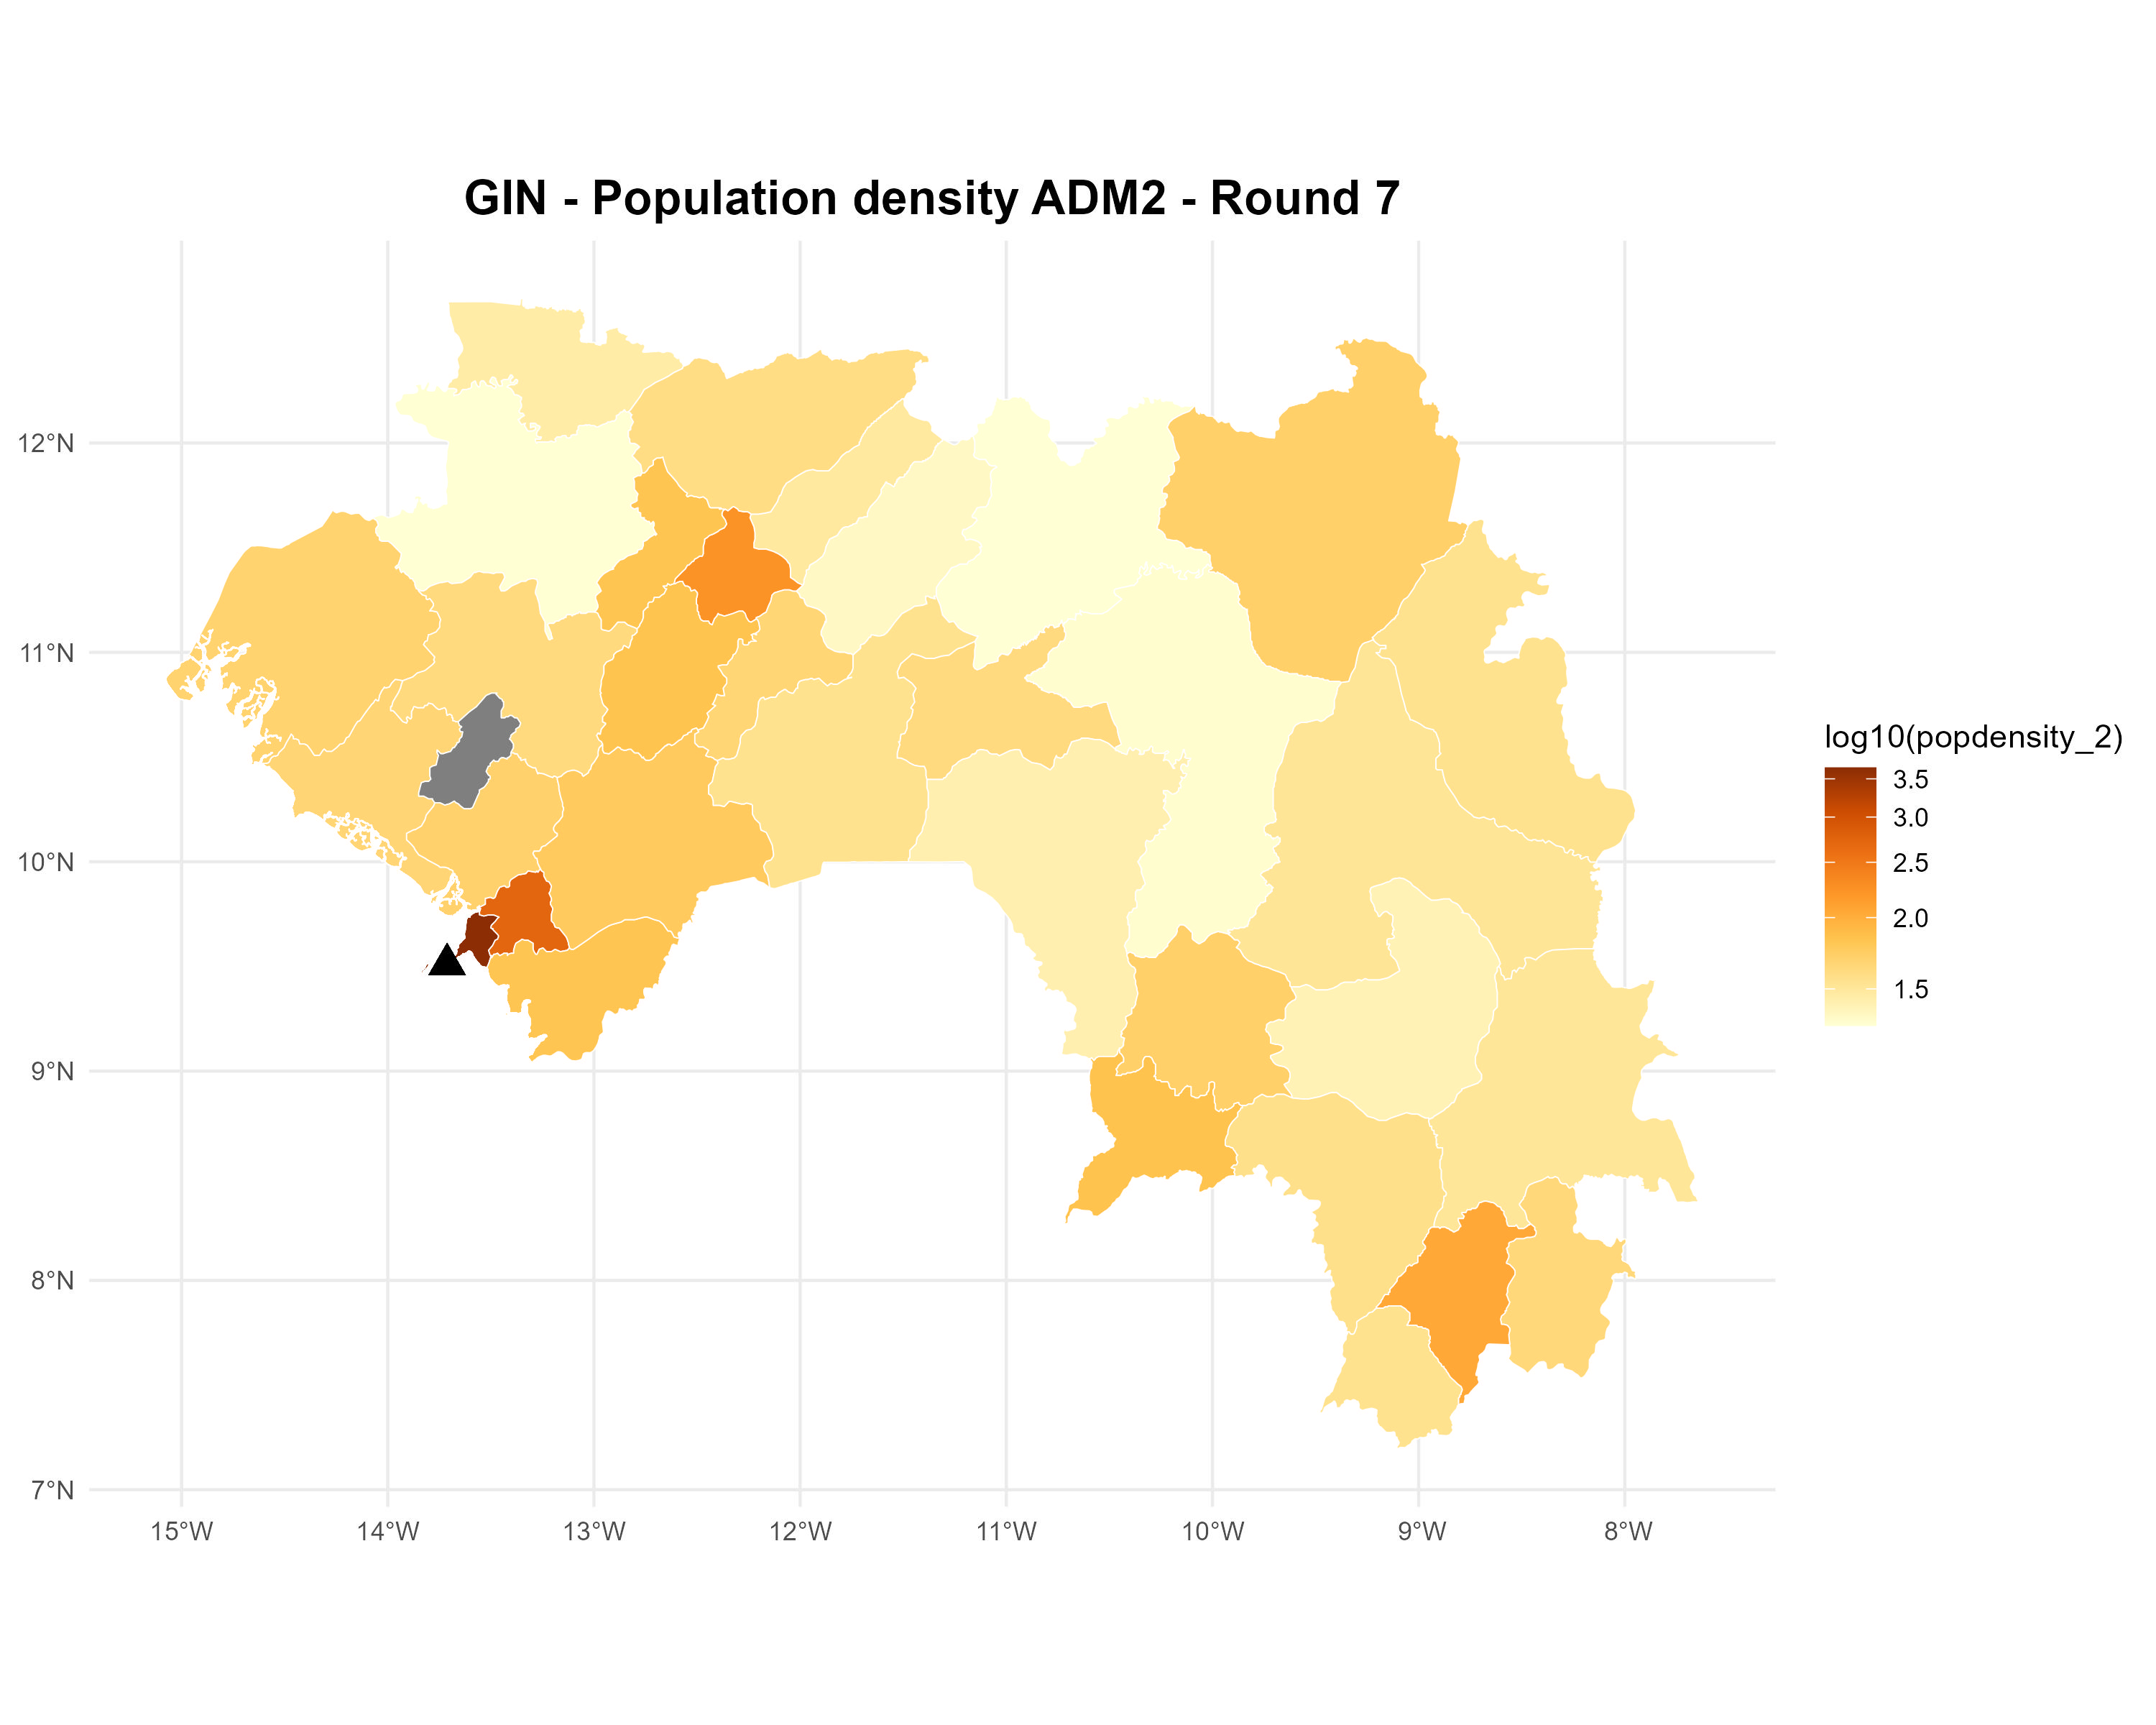 GIN - Population density ADM2 - Round 7
12°N
11°N
10°N
9°N
8°N
7°N
15°W 14°W 13°W 12°W 11°W 10°W 9°W 8°W
log10(popdensity_2)
3.5
3.0
2.5
2.0
1.5